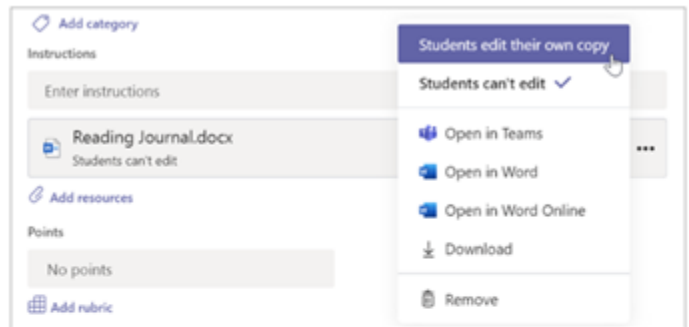 Add category
Instructions
Enter instructions
Reading Journal.docx
Students can't edit
Add resources
Points
No points
Add rubric
Students edit their own copy
Students can't edit
Open in Teams
Open in Word
Open in Word Online
Download
Remove